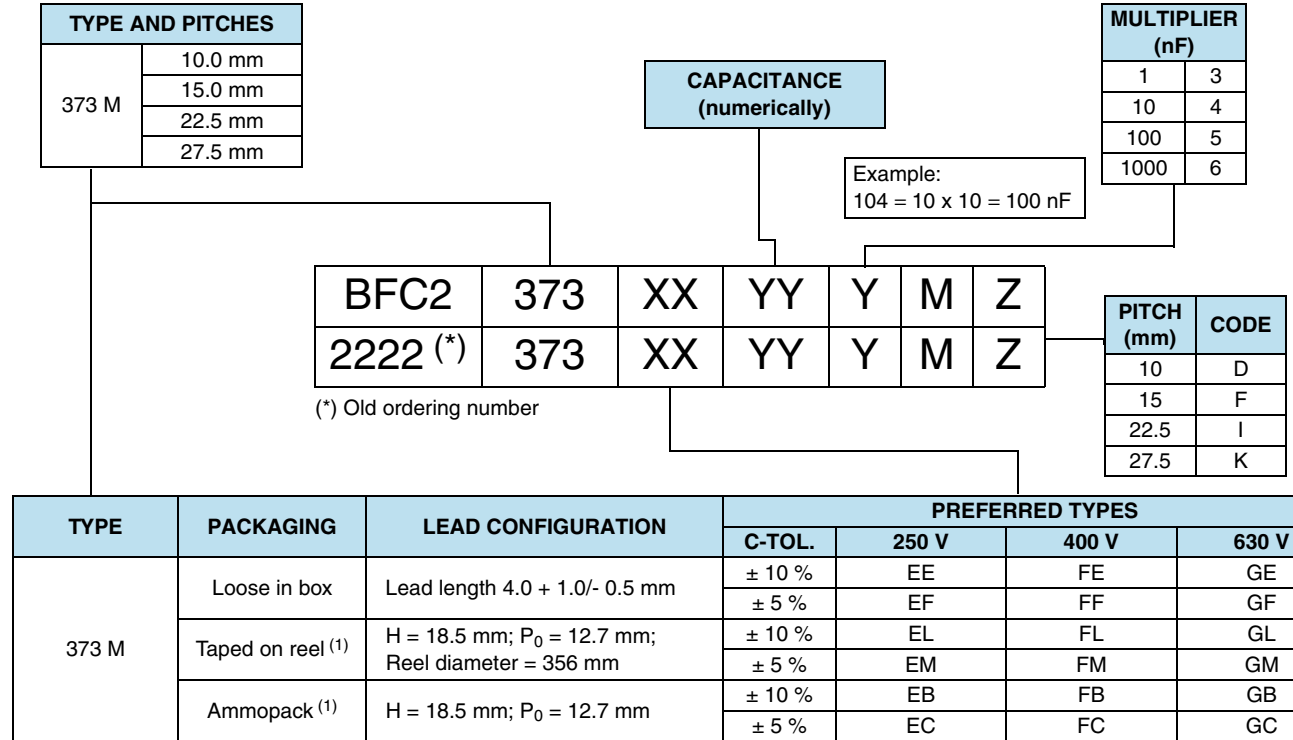 TYPE AND PITCHES
373 M
10.0 mm
15.0 mm
22.5 mm
27.5 mm
CAPACITANCE
(numerically)
MULTIPLIER
(nF)
1 3
10 4
100 5
1000 6
Example:
104 = 10 x 10 = 100 nF
BFC2 373 XX YY Y M Z
2222 (*) 373 XX YY Y M Z
(*) Old ordering number
PITCH
(mm)
CODE
10 D
15 F
22.5 I
27.5 K
TYPE PACKAGING LEAD CONFIGURATION PREFERRED TYPES
C-TOL. 250 V 400 V 630 V
373 M
Loose in box Lead length 4.0 + 1.0/- 0.5 mm
± 10 % EE FE GE
± 5 % EF FF GF
Taped on reel (1)
H = 18.5 mm; P0 = 12.7 mm;
Reel diameter = 356 mm
± 10 % EL FL GL
± 5 % EM FM GM
Ammopack (1) H = 18.5 mm; P0 = 12.7 mm
± 10 % EB FB GB
± 5 % EC FC GC